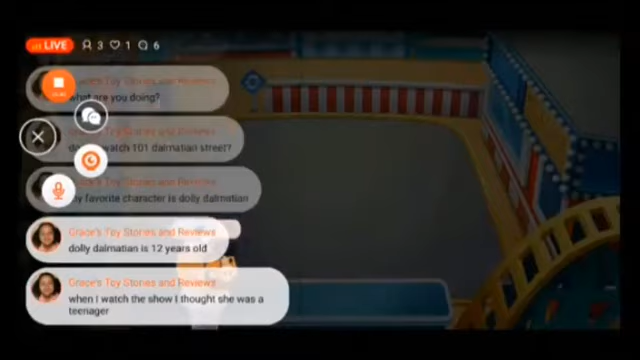 LIVE 3 1 6
Grace's Toy Stories and Reviews
what are you doing?
Grace's Toy Stories and Reviews
watch 101 dalmatian street?
Grace's Toy Stories and Reviews
my favorite character is dolly dalmatian
Grace's Toy Stories and Reviews
dolly dalmatian is 12 years old
Grace's Toy Stories and Reviews
when I watch the show I thought she was a
teenager